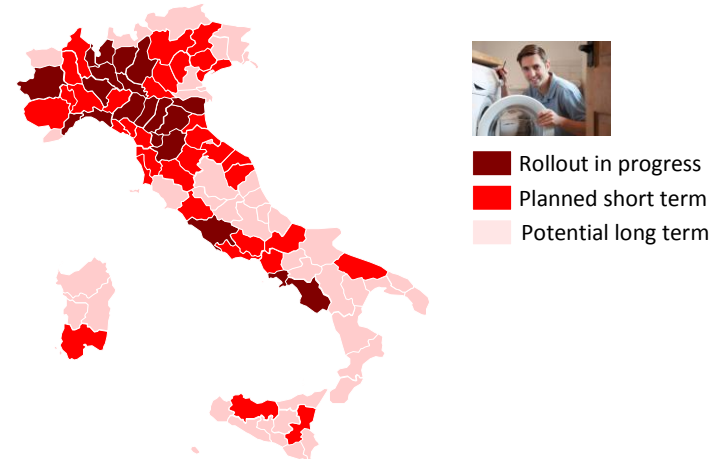 Rollout in progress
Planned short term
Potential long term